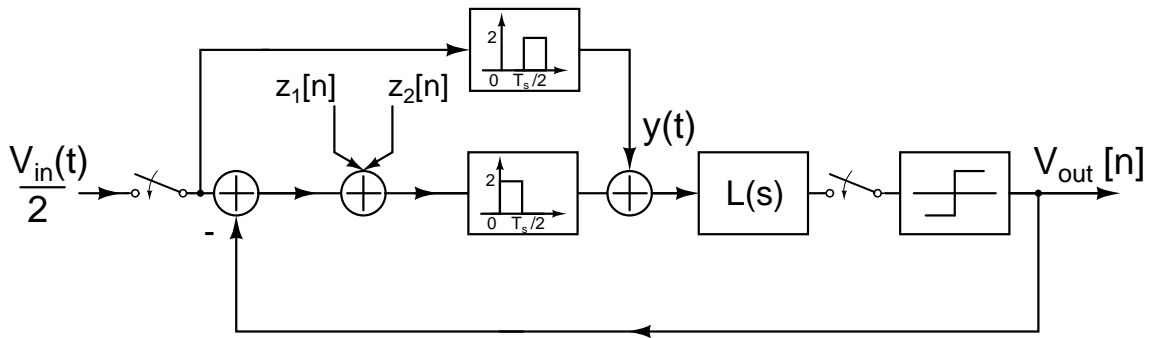 2
0 T_s/2
z_1[n] z_2[n]
y(t)
V_in(t)
2
2
0 T_s/2
L(s)
V_out [n]
-